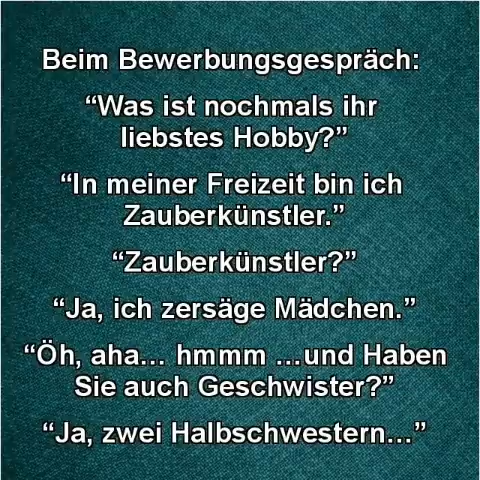 Beim Bewerbungsgespräch:
“Was ist nochmals ihr
liebstes Hobby?”
“In meiner Freizeit bin ich
Zauberkünstler.”
“Zauberkünstler?”
“Ja, ich zersäge Mädchen.”
“Öh, aha... hmmm ...und Haben
Sie auch Geschwister?”
“Ja, zwei Halbschwestern...”